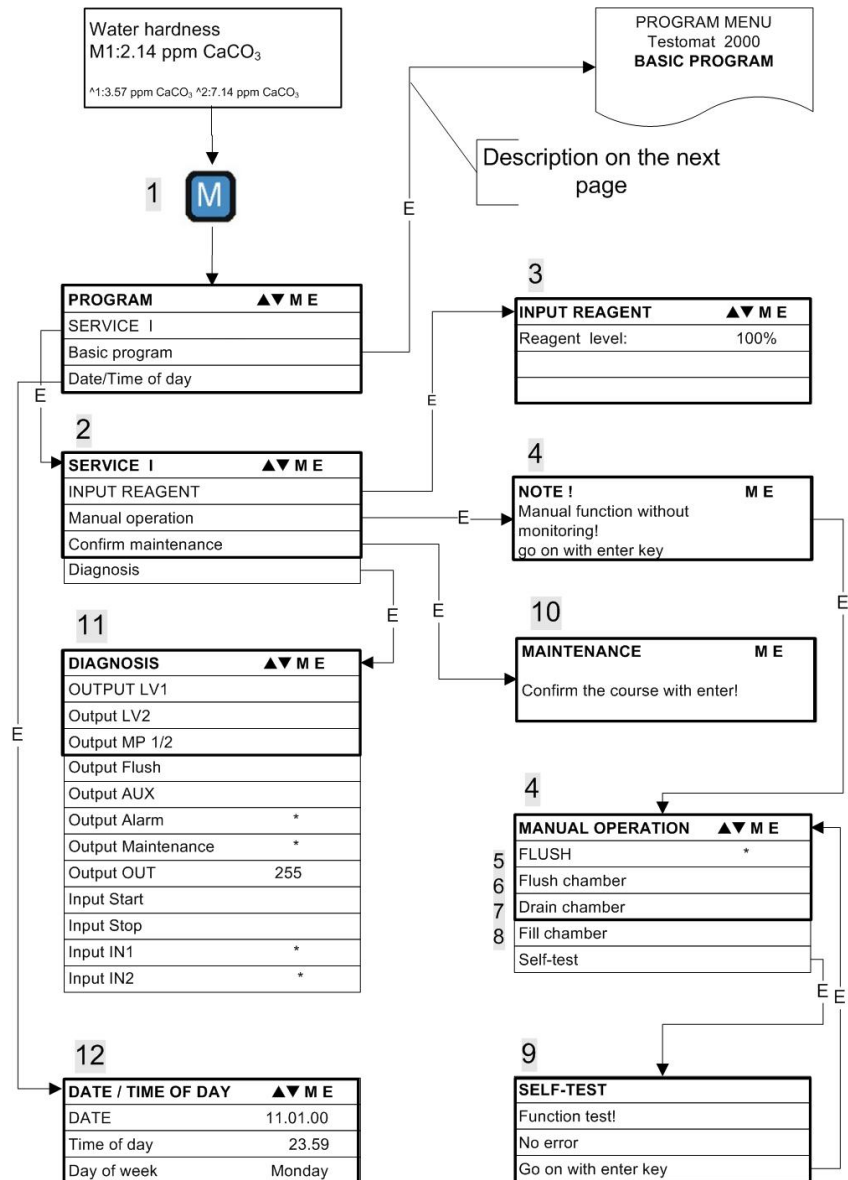 Water hardness
M1:2.14 ppm CaCO₃
^1:3.57 ppm CaCO₃ ^2:7.14 ppm CaCO₃
PROGRAM MENU
Testomat 2000
BASIC PROGRAM
Description on the next
page
1
M
E
PROGRAM ▲▼ M E
SERVICE I
Basic program
Date/Time of day
E
E
2
SERVICE I ▲▼ M E
INPUT REAGENT
Manual operation
Confirm maintenance
Diagnosis
E
E
E
3
INPUT REAGENT ▲▼ M E
Reagent level: 100%
E
4
NOTE ! M E
Manual function without
monitoring!
go on with enter key
E
10
MAINTENANCE M E
Confirm the course with enter!
11
DIAGNOSIS ▲▼ M E
OUTPUT LV1
Output LV2
Output MP 1/2
Output Flush
Output AUX
Output Alarm *
Output Maintenance *
Output OUT 255
Input Start
Input Stop
Input IN1 *
Input IN2 *
4
MANUAL OPERATION ▲▼ M E
5 FLUSH *
6 Flush chamber
7 Drain chamber
8 Fill chamber
Self-test
E
E
12
DATE / TIME OF DAY ▲▼ M E
DATE 11.01.00
Time of day 23.59
Day of week Monday
9
SELF-TEST
Function test!
No error
Go on with enter key